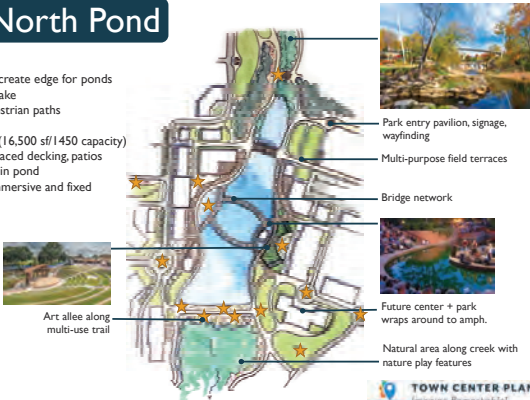 North Pond
create edge for ponds
ake
strian paths
(16,500 sf/1450 capacity)
aced decking, patios
in pond
mmersive and fixed
Park entry pavilion, signage,
wayfinding
Multi-purpose field terraces
Bridge network
Art allee along
multi-use trail
Future center + park
wraps around to amph.
Natural area along creek with
nature play features
TOWN CENTER PLAN